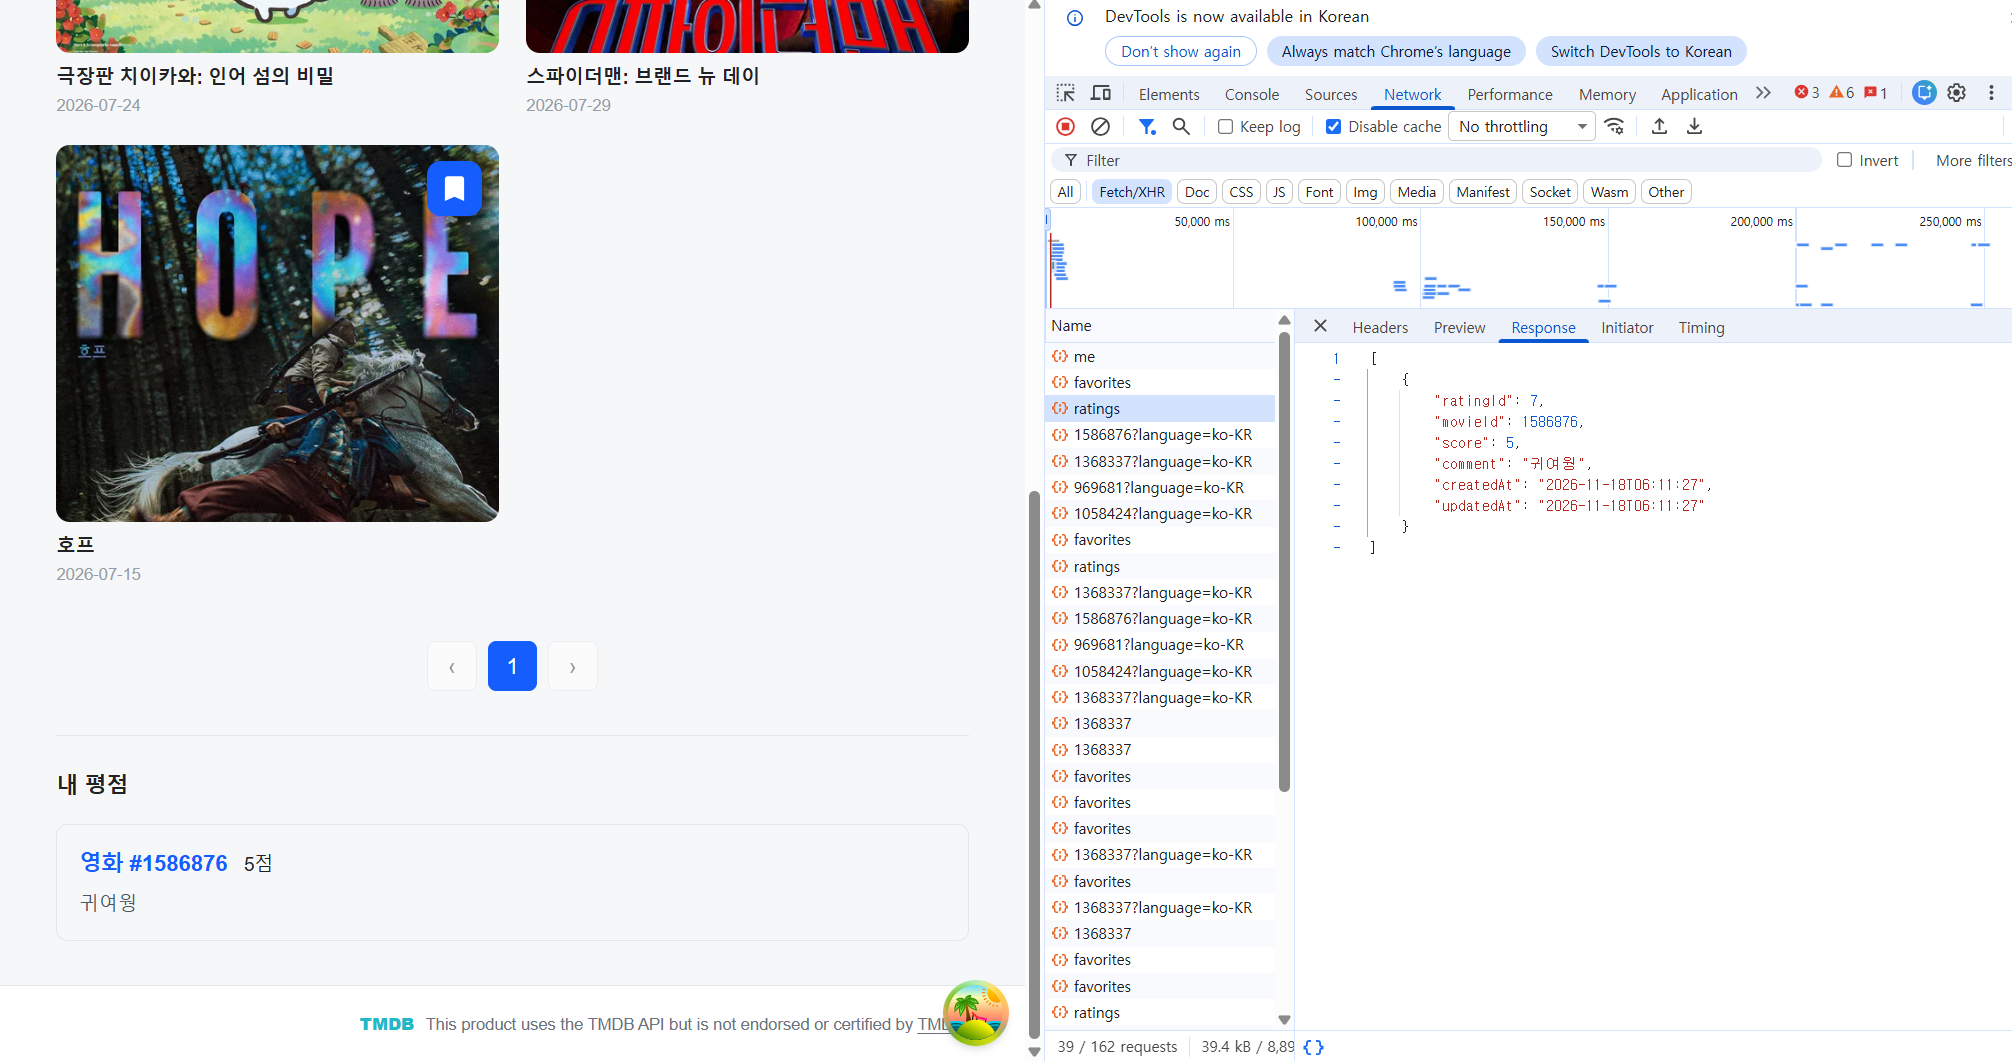 극장판 치이카와: 인어 섬의 비밀
2026-07-24
스파이더맨: 브랜드 뉴 데이
2026-07-29
HOPE
호프
호프
2026-07-15
‹ 1 ›
내 평점
영화 #1586876 5점
귀여웡
TMDB This product uses the TMDB API but is not endorsed or certified by
DevTools is now available in Korean
Don't show again Always match Chrome's language Switch DevTools to Korean
Elements Console Sources Network Performance Memory Application 3 6 1
Keep log Disable cache No throttling
Filter Invert More filters
All Fetch/XHR Doc CSS JS Font Img Media Manifest Socket Wasm Other
50,000 ms 100,000 ms 150,000 ms 200,000 ms 250,000 ms
Name
me
favorites
ratings
1586876?language=ko-KR
1368337?language=ko-KR
969681?language=ko-KR
1058424?language=ko-KR
favorites
ratings
1368337?language=ko-KR
1586876?language=ko-KR
969681?language=ko-KR
1058424?language=ko-KR
1368337?language=ko-KR
1368337
1368337
favorites
favorites
favorites
1368337?language=ko-KR
favorites
1368337?language=ko-KR
1368337
favorites
favorites
ratings
39 / 162 requests 39.4 kB / 8,89
Headers Preview Response Initiator Timing
1 [
{
"ratingId": 7,
"movieId": 1586876,
"score": 5,
"comment": "귀여웡",
"createdAt": "2026-11-18T06:11:27",
"updatedAt": "2026-11-18T06:11:27"
}
]
{ }